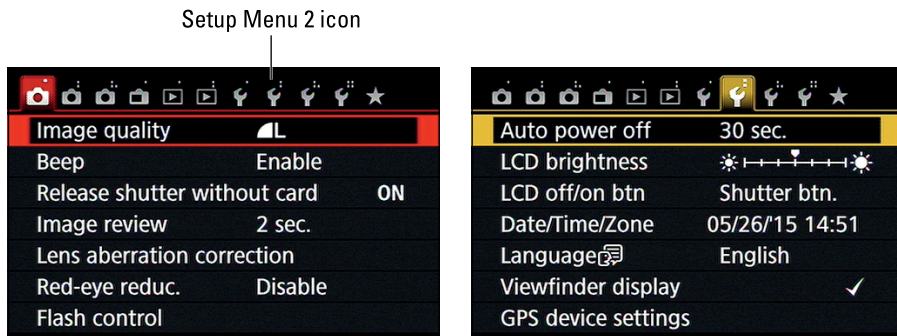 Setup Menu 2 icon
Image quality L
Beep Enable
Release shutter without card ON
Image review 2 sec.
Lens aberration correction
Red-eye reduc. Disable
Flash control
Auto power off 30 sec.
LCD brightness
LCD off/on btn Shutter btn.
Date/Time/Zone 05/26/'15 14:51
Language English
Viewfinder display
GPS device settings